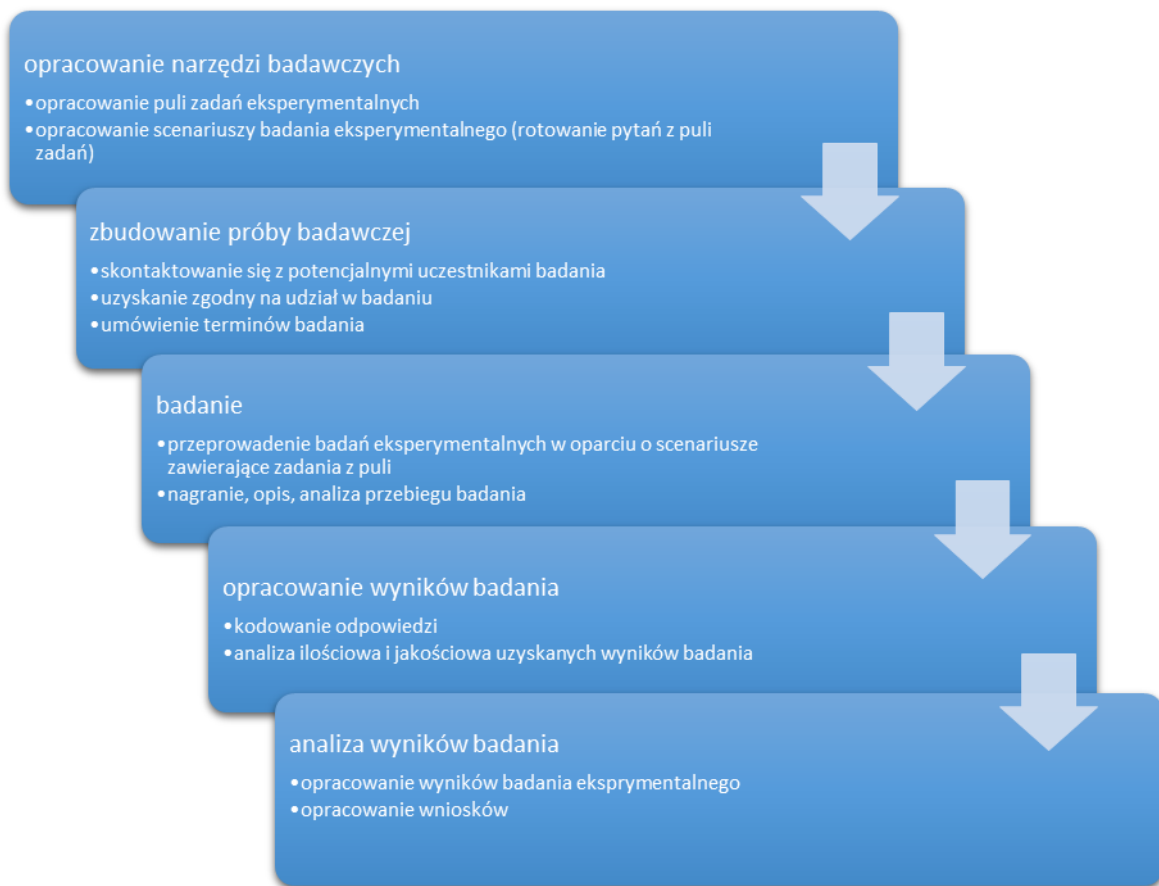 opracowanie narzędzi badawczych
•opracowanie puli zadań eksperymentalnych
•opracowanie scenariuszy badania eksperymentalnego (rotowanie pytań z puli
zadań)
zbudowanie próby badawczej
•skontaktowanie się z potencjalnymi uczestnikami badania
•uzyskanie zgodny na udział w badaniu
•umówienie terminów badania
badanie
•przeprowadenie badań eksperymentalnych w oparciu o scenariusze
zawierające zadania z puli
•nagranie, opis, analiza przebiegu badania
opracowanie wyników badania
•kodowanie odpowiedzi
•analiza ilościowa i jakościowa uzyskanych wyników badania
analiza wyników badania
•opracowanie wyników badania eksprymentalnego
•opracowanie wniosków